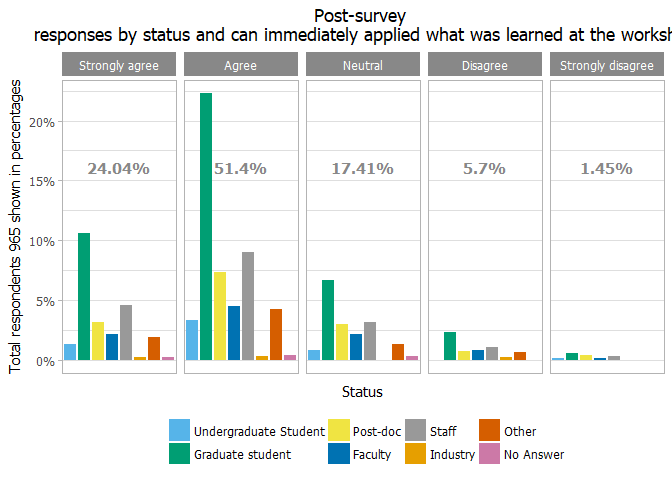 Post-survey
responses by status and can immediately applied what was learned at the worksh
Strongly agree Agree Neutral Disagree Strongly disagree
Total respondents 965 shown in percentages
20%
15%
10%
5%
0%
24.04% 51.4% 17.41% 5.7% 1.45%
Status
Undergraduate Student Post-doc Staff Other
Graduate student Faculty Industry No Answer